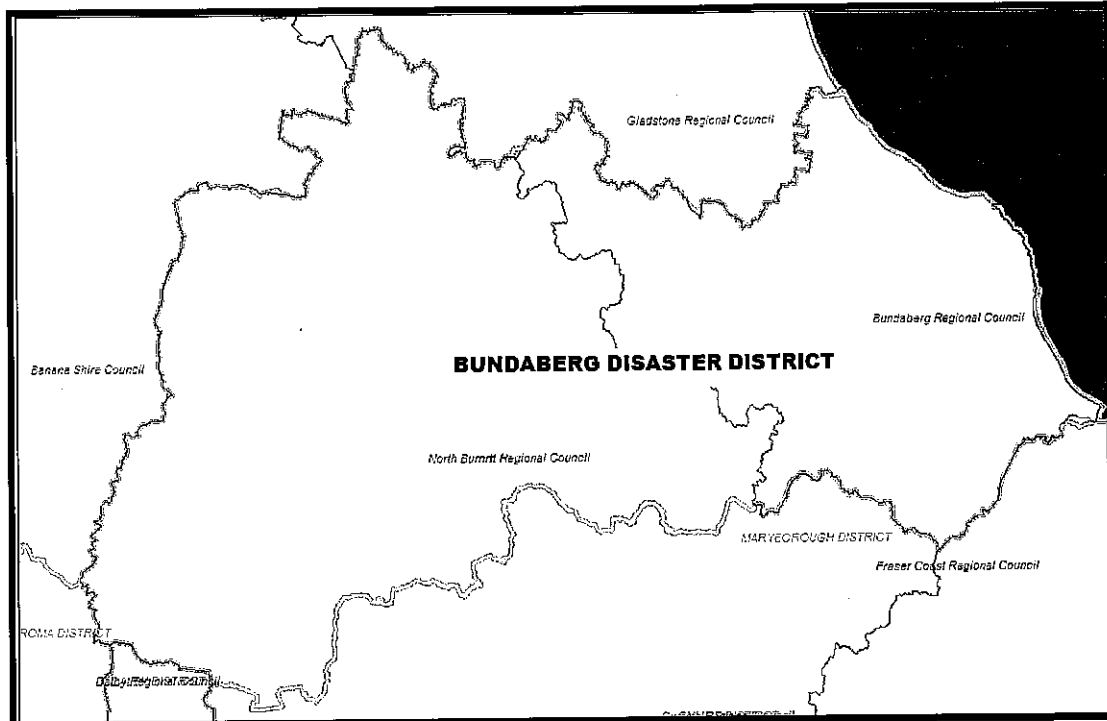 Gladstone Regional Council
Bundaberg Regional Council
BUNDABERG DISASTER DISTRICT
Banana Shire Council
North Burnett Regional Council
MARYBOROUGH DISTRICT
Fraser Coast Regional Council
ROMA DISTRICT